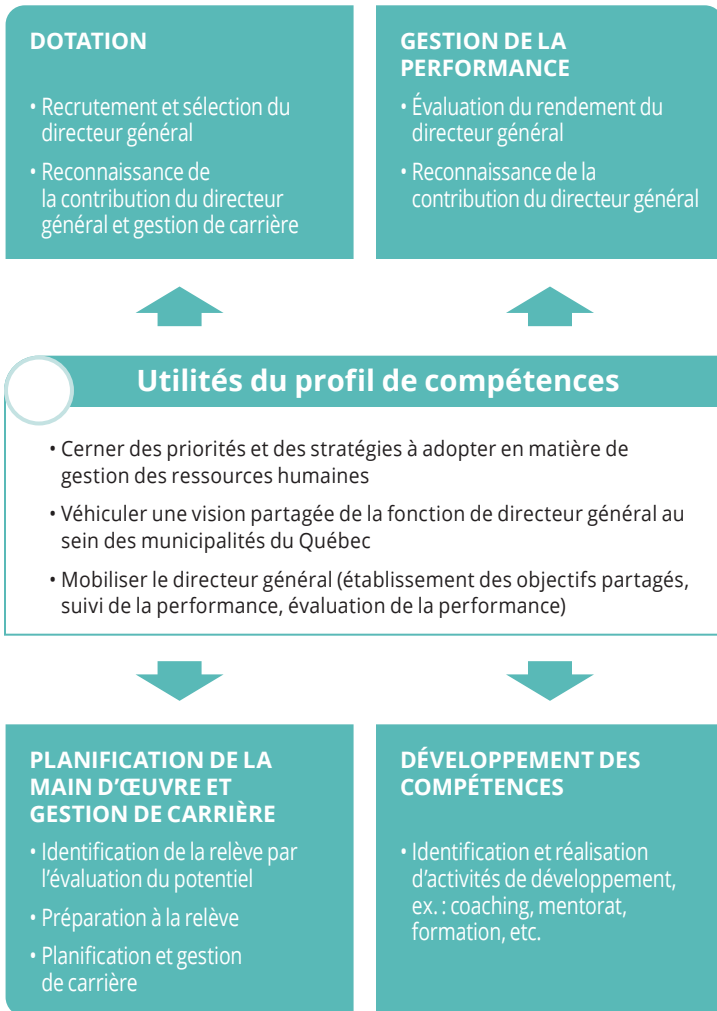 DOTATION
• Recrutement et sélection du
directeur général
• Reconnaissance de
la contribution du directeur
général et gestion de carrière
GESTION DE LA
PERFORMANCE
• Évaluation du rendement du
directeur général
• Reconnaissance de la
contribution du directeur général
Utilités du profil de compétences
• Cerner des priorités et des stratégies à adopter en matière de
gestion des ressources humaines
• Véhiculer une vision partagée de la fonction de directeur général au
sein des municipalités du Québec
• Mobiliser le directeur général (établissement des objectifs partagés,
suivi de la performance, évaluation de la performance)
PLANIFICATION DE LA
MAIN D’ŒUVRE ET
GESTION DE CARRIÈRE
• Identification de la relève par
l’évaluation du potentiel
• Préparation à la relève
• Planification et gestion
de carrière
DÉVELOPPEMENT DES
COMPÉTENCES
• Identification et réalisation
d’activités de développement,
ex. : coaching, mentorat,
formation, etc.